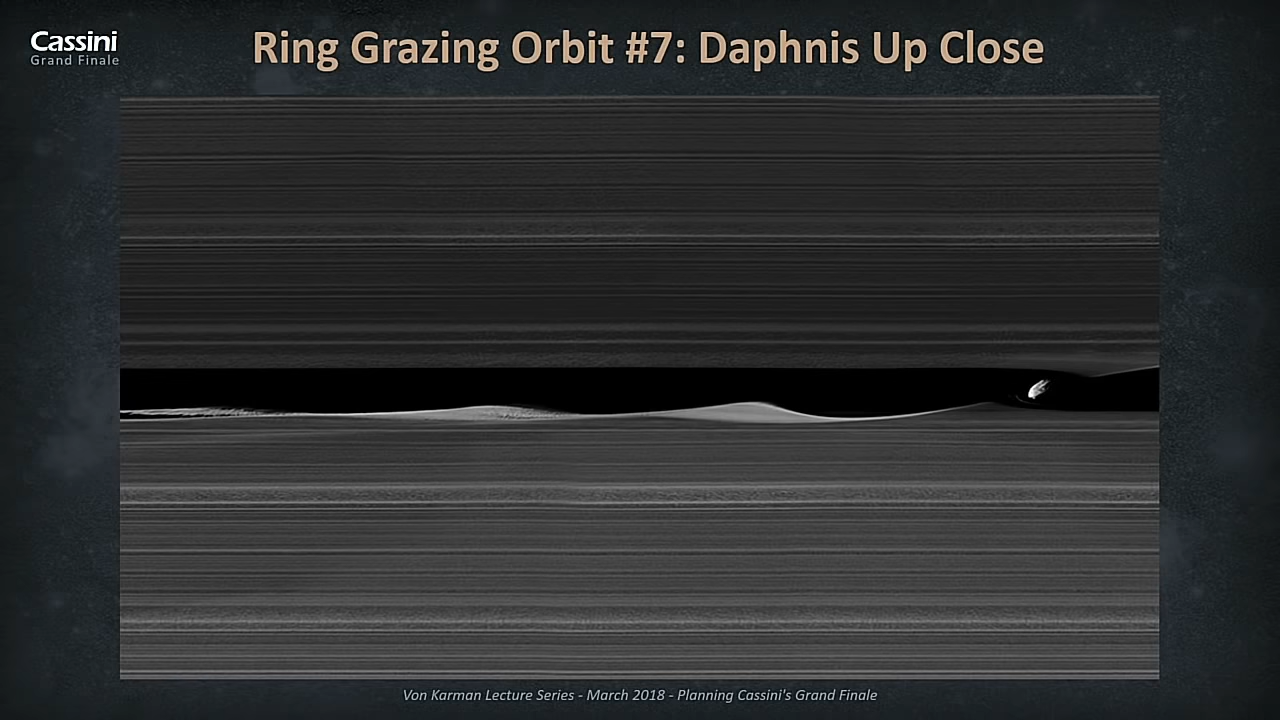 Cassini
Grand Finale
Ring Grazing Orbit #7: Daphnis Up Close
Von Karman Lecture Series - March 2018 - Planning Cassini's Grand Finale